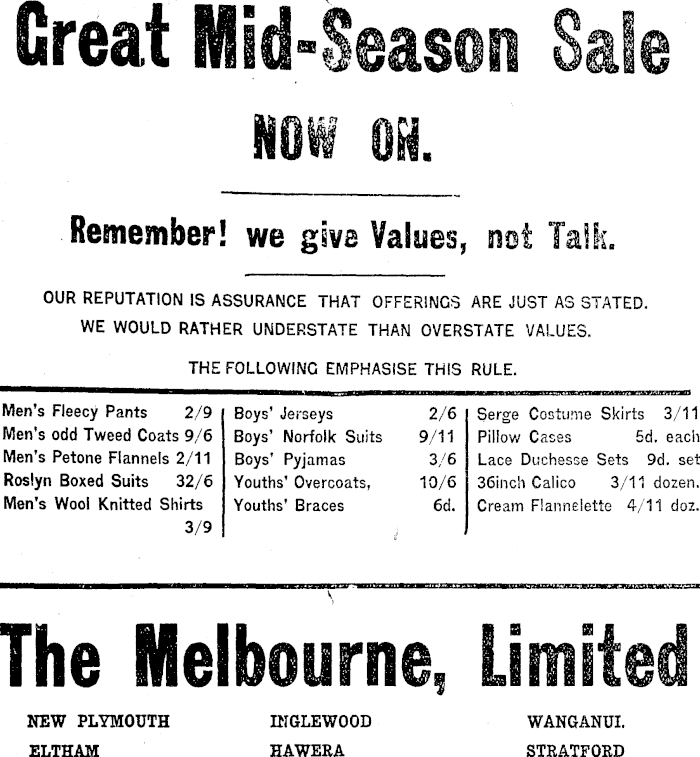 Great Mid-Season Sale
NOW ON.
Remember! we give Values, not Talk.
OUR REPUTATION IS ASSURANCE THAT OFFERINGS ARE JUST AS STATED.
WE WOULD RATHER UNDERSTATE THAN OVERSTATE VALUES.
THE FOLLOWING EMPHASISE THIS RULE.
Men's Fleecy Pants 2/9
Men's odd Tweed Coats 9/6
Men's Petone Flannels 2/11
Roslyn Boxed Suits 32/6
Men's Wool Knitted Shirts
3/9
Boys' Jerseys 2/6
Boys' Norfolk Suits 9/11
Boys' Pyjamas 3/6
Youths' Overcoats, 10/6
Youths' Braces 6d.
Serge Costume Skirts 3/11
Pillow Cases 5d. each
Lace Duchesse Sets 9d. set
36inch Calico 3/11 dozen.
Cream Flannelette 4/11 doz.
The Melbourne, Limited
NEW PLYMOUTH INGLEWOOD WANGANUI.
ELTHAM HAWERA STRATFORD